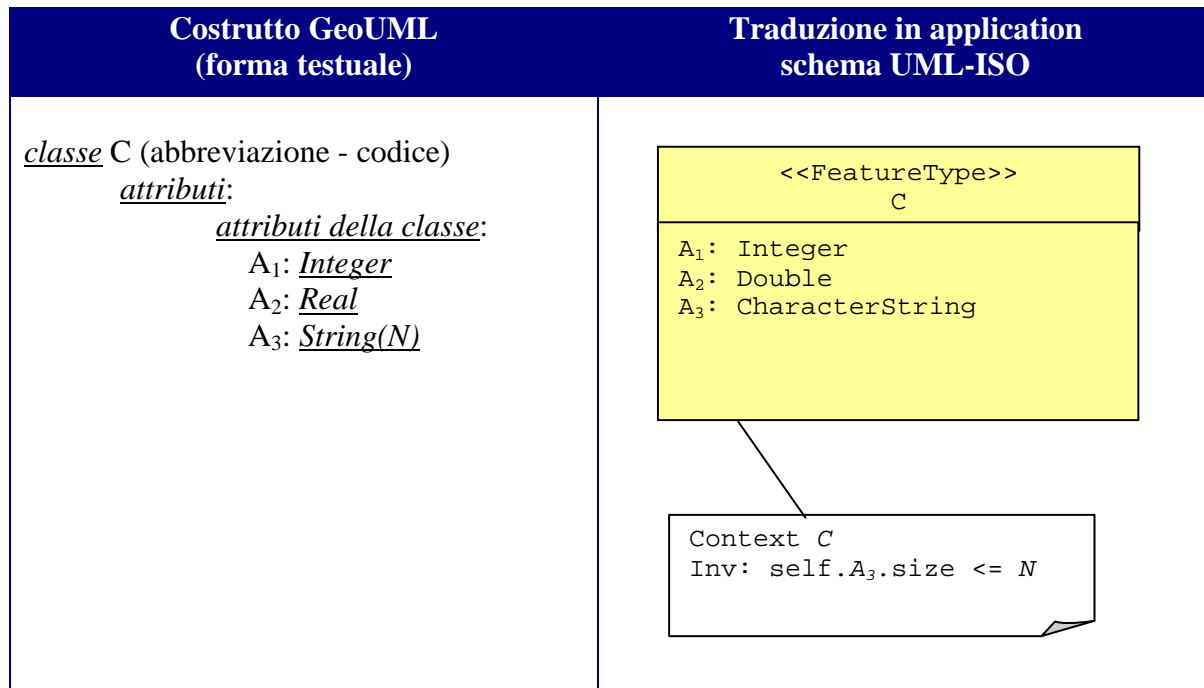 Costrutto GeoUML
(forma testuale)
Traduzione in application
schema UML-ISO
classe C (abbreviazione - codice)
attributi:
attributi della classe:
A₁: Integer
A₂: Real
A₃: String(N)
<<FeatureType>>
C
A₁: Integer
A₂: Double
A₃: CharacterString
Context C
Inv: self.A₃.size <= N